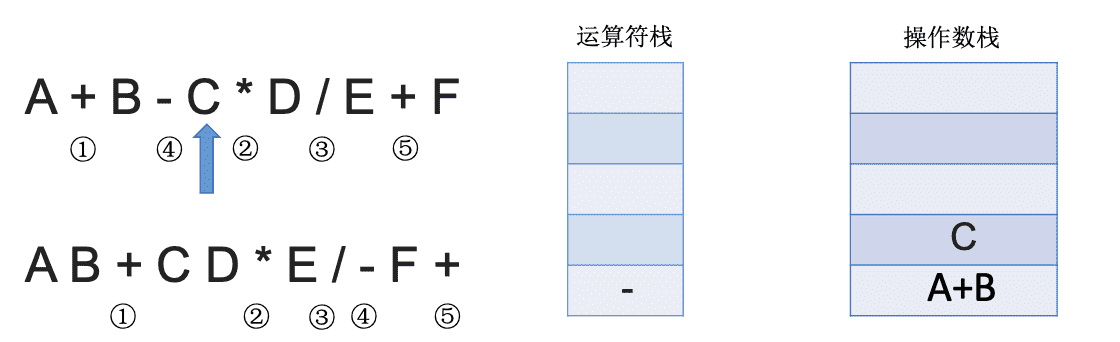 运算符栈
操作数栈
A + B - C * D / E + F
① ④ ② ③ ⑤
A B + C D * E / - F +
① ② ③ ④ ⑤
C
- A+B